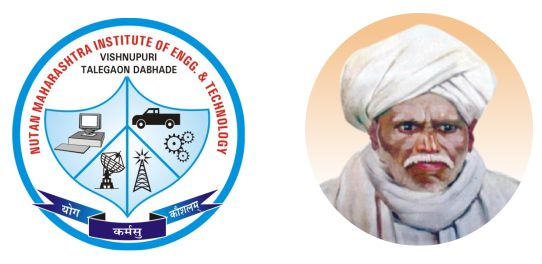 NUTAN MAHARASHTRA INSTITUTE OF ENGG. & TECHNOLOGY
VISHNUPURI
TALEGAON DABHADE
योग
कर्मसु
कौशलम्